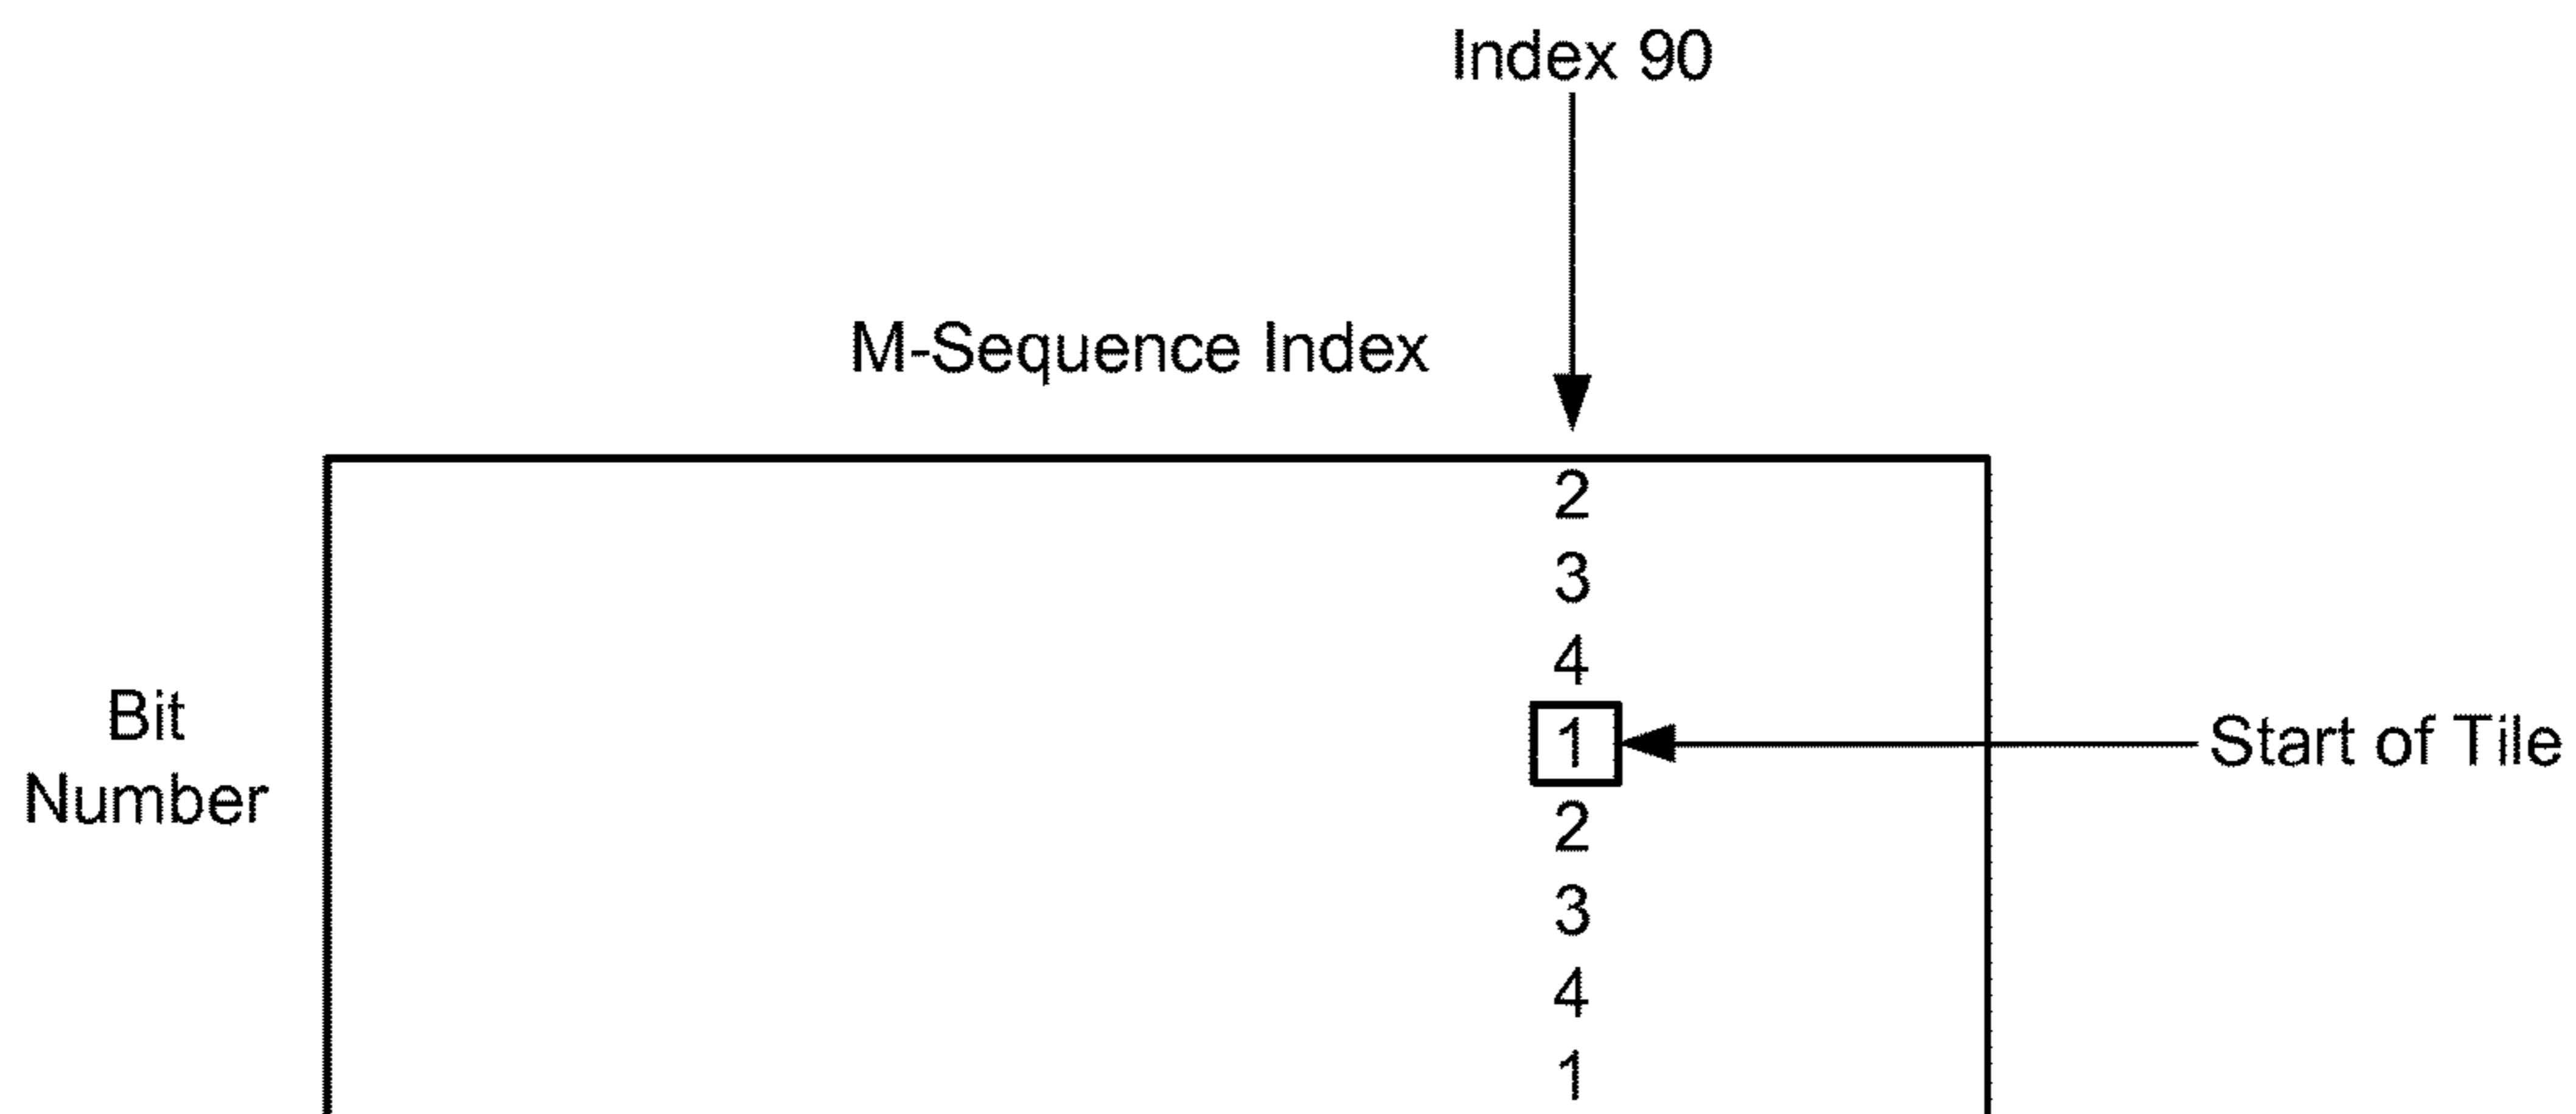 Index 90
M-Sequence Index
2
3
4
Bit
Number
1
Start of Tile
2
3
4
1